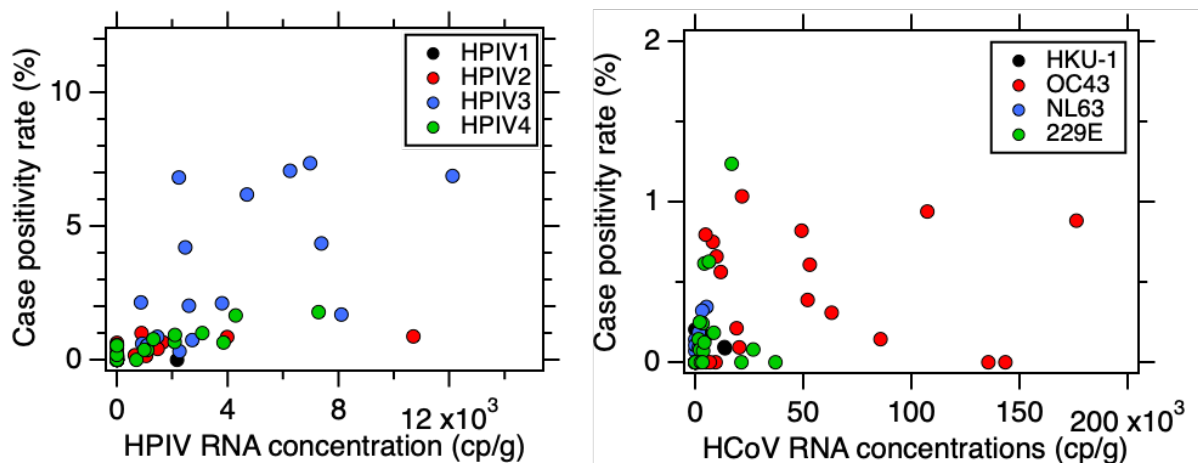 Case positivity rate (%)
10
5
0
HPIV1
HPIV2
HPIV3
HPIV4
0 4 8 12 x10³
HPIV RNA concentration (cp/g)
Case positivity rate (%)
2
1
0
HKU-1
OC43
NL63
229E
0 50 100 150 200 x10³
HCoV RNA concentrations (cp/g)